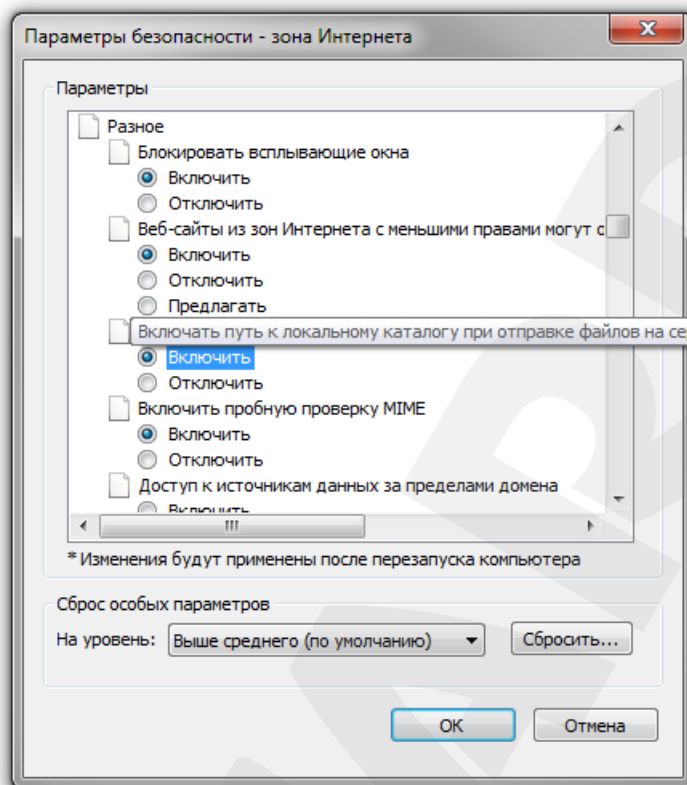 Параметры безопасности - зона Интернета
Параметры
Разное
Блокировать всплывающие окна
Включить
Отключить
Веб-сайты из зон Интернета с меньшими правами могут о
Включить
Отключить
Предлагать
Включать путь к локальному каталогу при отправке файлов на се
Включить
Отключить
Включить пробную проверку MIME
Включить
Отключить
Доступ к источникам данных за пределами домена
Включить
* Изменения будут применены после перезапуска компьютера
Сброс особых параметров
На уровень: Выше среднего (по умолчанию) Сбросить...
ОК Отмена